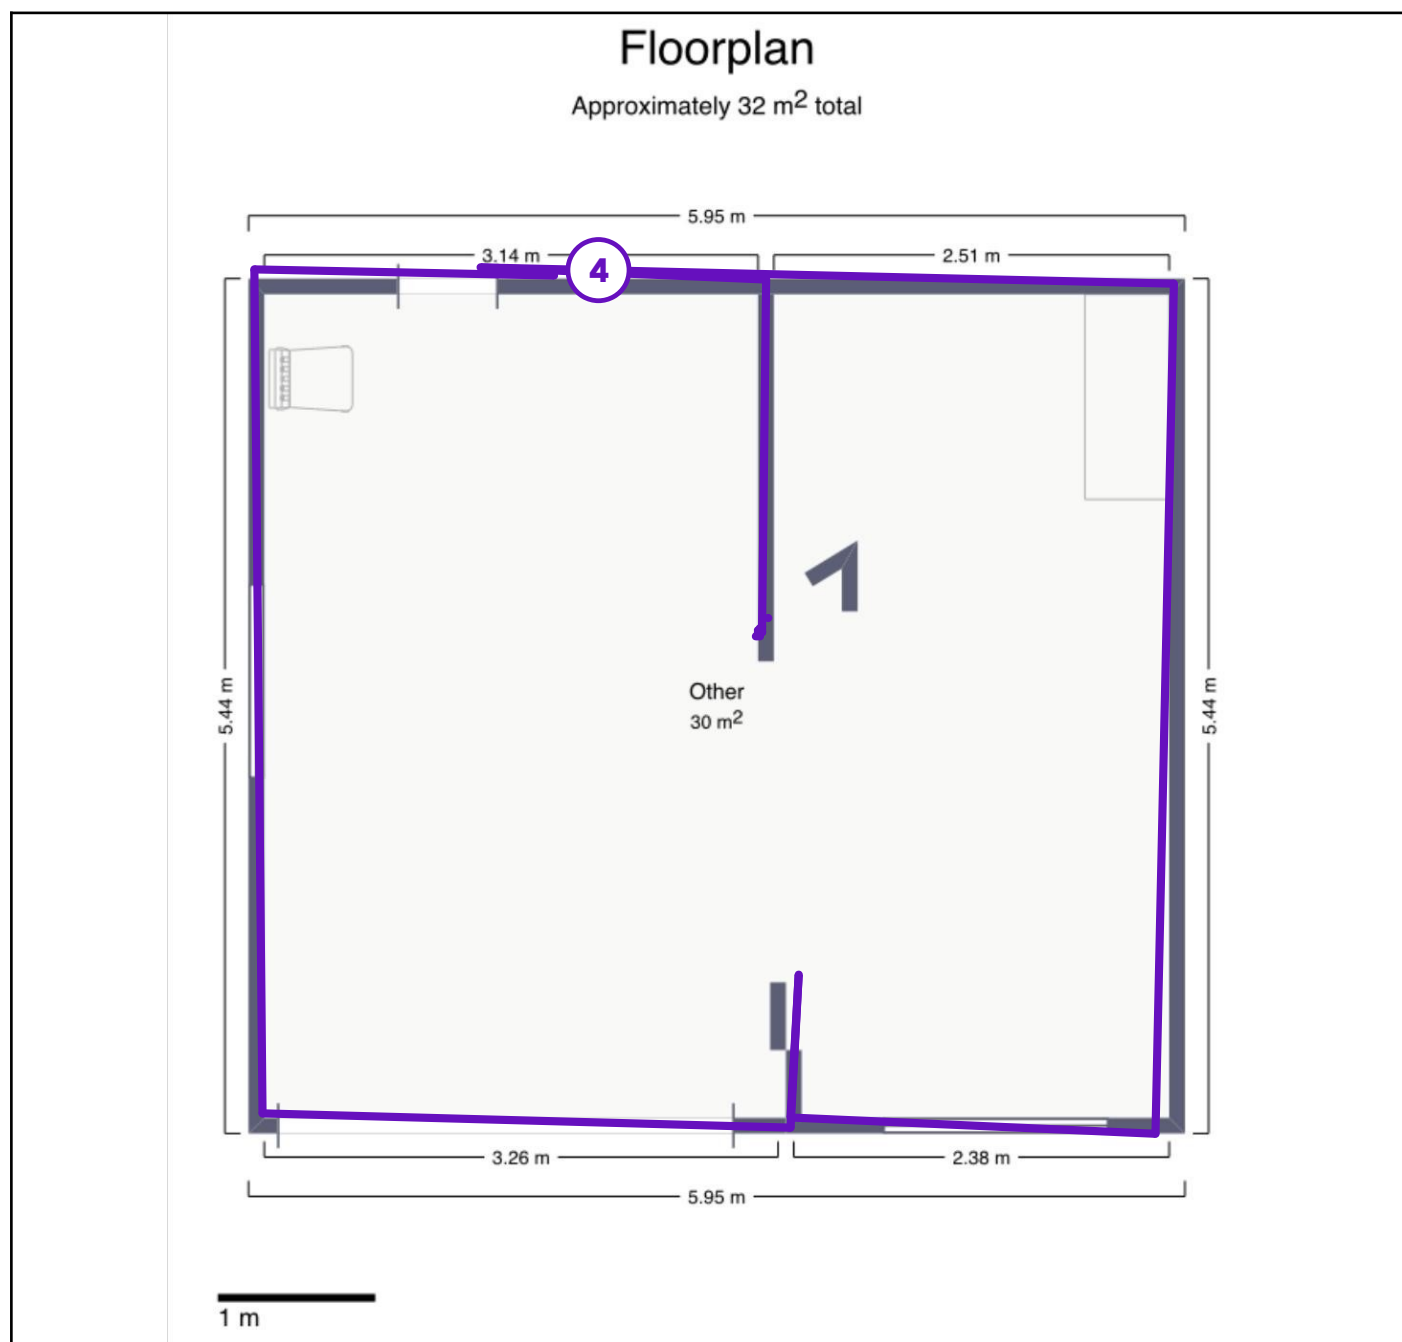 Floorplan
Approximately 32 m² total
5.95 m
3.14 m
2.51 m
4
5.44 m
5.44 m
Other
30 m²
3.26 m
2.38 m
5.95 m
1 m